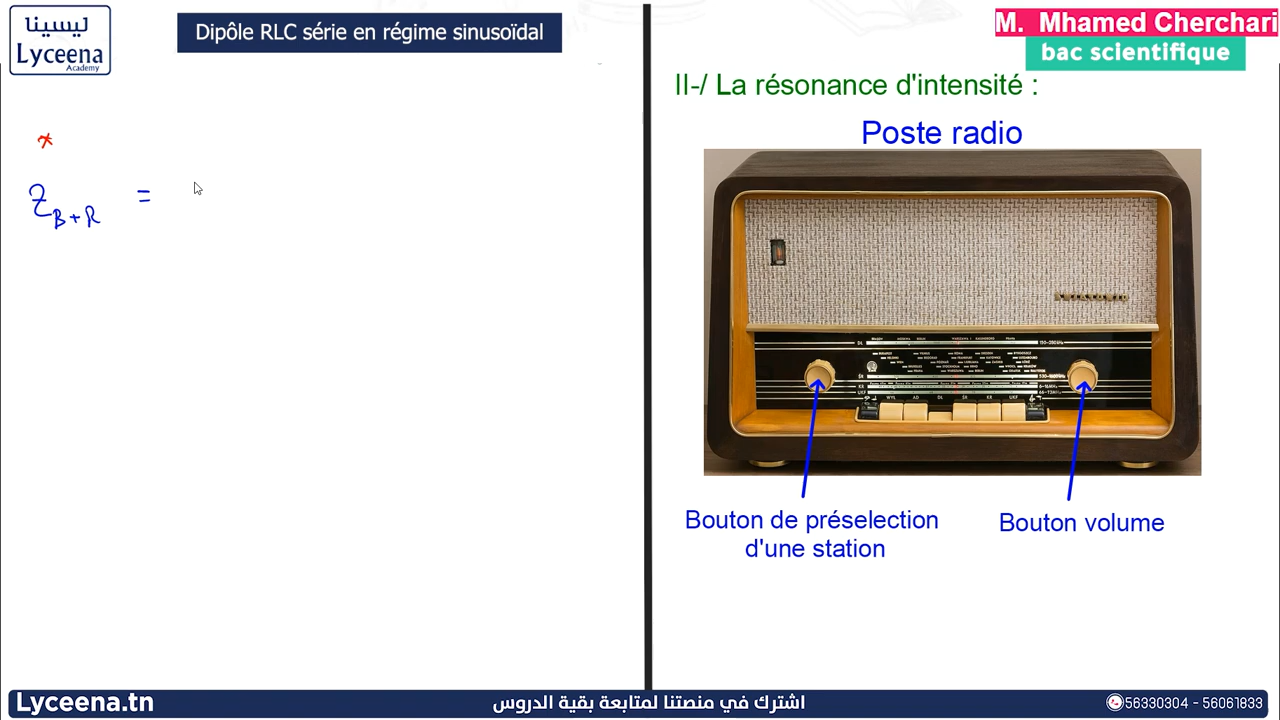 ليسينا
Lyceena
Academy
Dipôle RLC série en régime sinusoïdal
M. Mhamed Cherchari
bac scientifique
*
Z_B+R =
II-/ La résonance d'intensité :
Poste radio
Bouton de préselection
d'une station
Bouton volume
Lyceena.tn
اشترك في منصتنا لمتابعة بقية الدروس
56330304 - 56061833